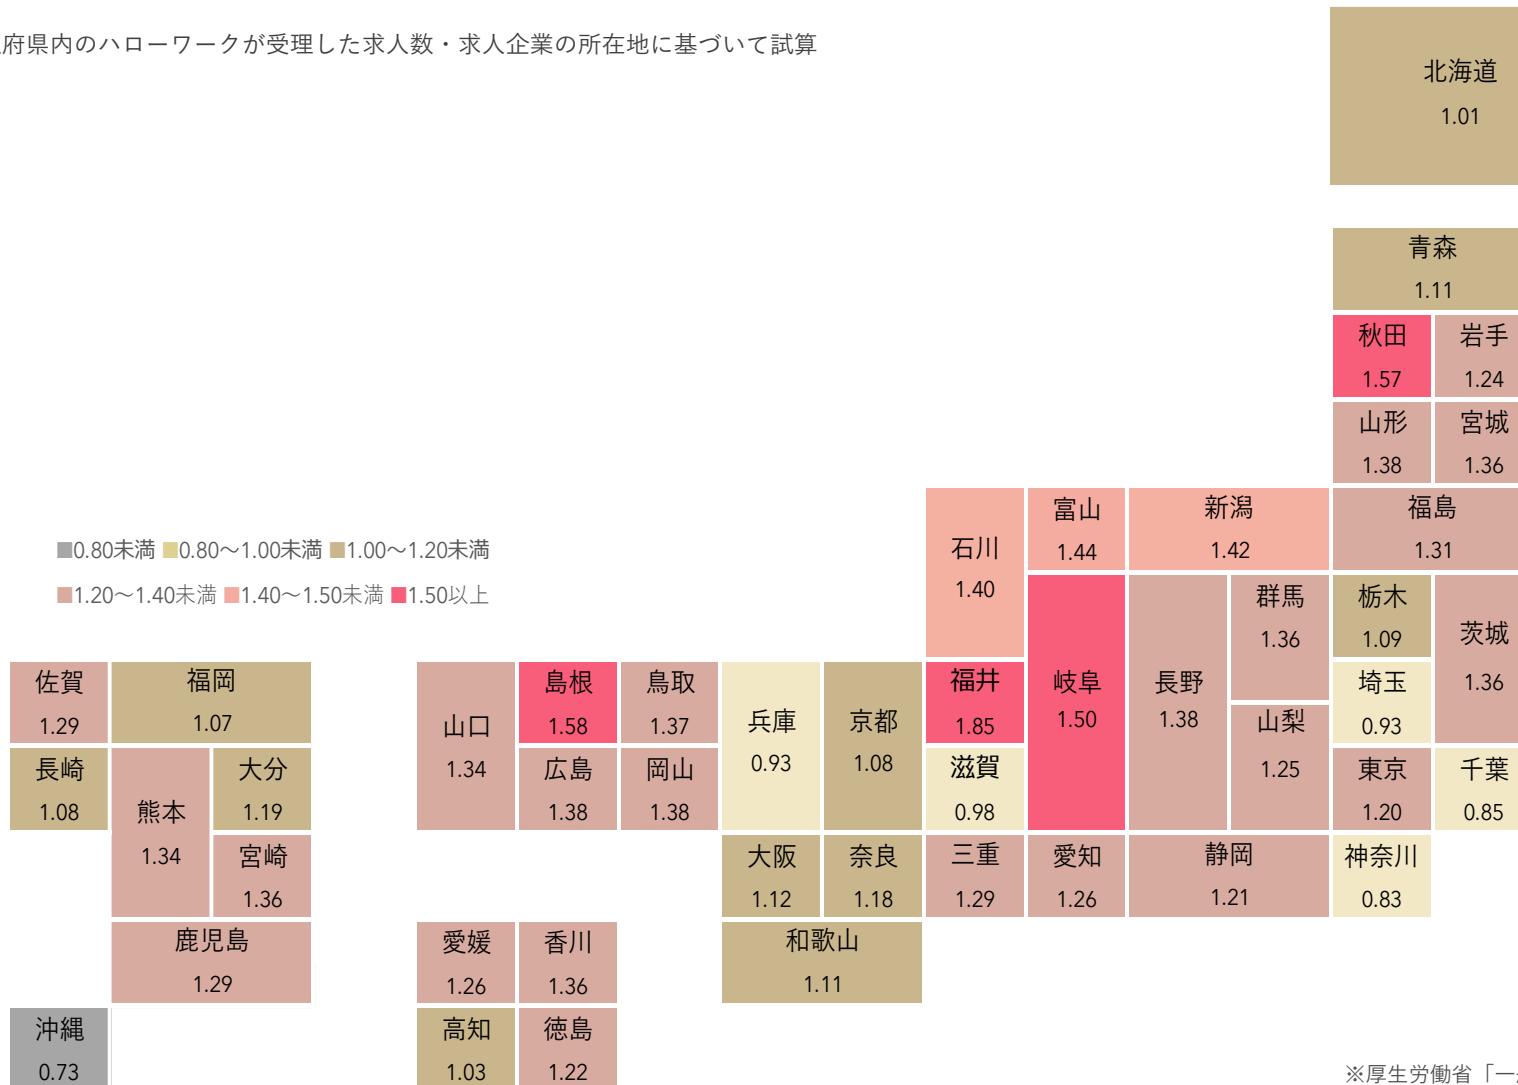 府県内のハローワークが受理した求人数・求人企業の所在地に基づいて試算
北海道
1.01
青森
1.11
秋田 岩手
1.57 1.24
山形 宮城
1.38 1.36
石川
1.40
富山
1.44
新潟
1.42
福島
1.31
■0.80未満 ■0.80～1.00未満 ■1.00～1.20未満
■1.20～1.40未満 ■1.40～1.50未満 ■1.50以上
群馬
1.36
栃木
1.09
茨城
1.36
佐賀
1.29
福岡
1.07
山口
1.34
島根
1.58
鳥取
1.37
兵庫
0.93
京都
1.08
福井
1.85
岐阜
1.50
長野
1.38
山梨
1.25
埼玉
0.93
長崎
1.08
熊本
1.34
大分
1.19
広島
1.38
岡山
1.38
滋賀
0.98
東京
1.20
千葉
0.85
宮崎
1.36
大阪
1.12
奈良
1.18
三重
1.29
愛知
1.26
静岡
1.21
神奈川
0.83
鹿児島
1.29
愛媛
1.26
香川
1.36
和歌山
1.11
沖縄
0.73
高知
1.03
徳島
1.22
※厚生労働省「一